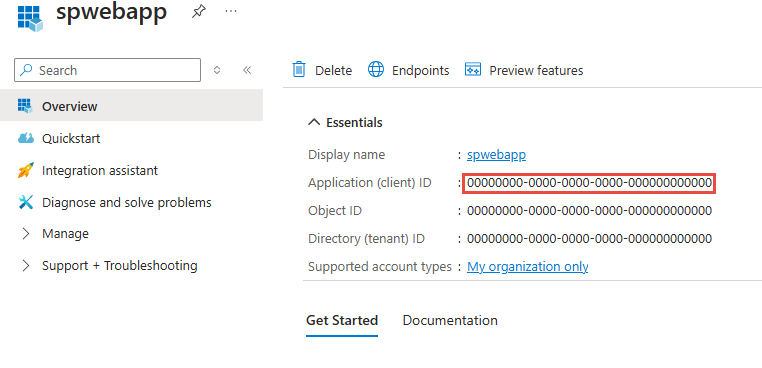 spwebapp
Search
Delete
Endpoints
Preview features
Overview
Quickstart
Integration assistant
Diagnose and solve problems
Manage
Support + Troubleshooting
Essentials
Display name : spwebapp
Application (client) ID : 00000000-0000-0000-0000-000000000000
Object ID : 00000000-0000-0000-0000-000000000000
Directory (tenant) ID : 00000000-0000-0000-0000-000000000000
Supported account types : My organization only
Get Started
Documentation